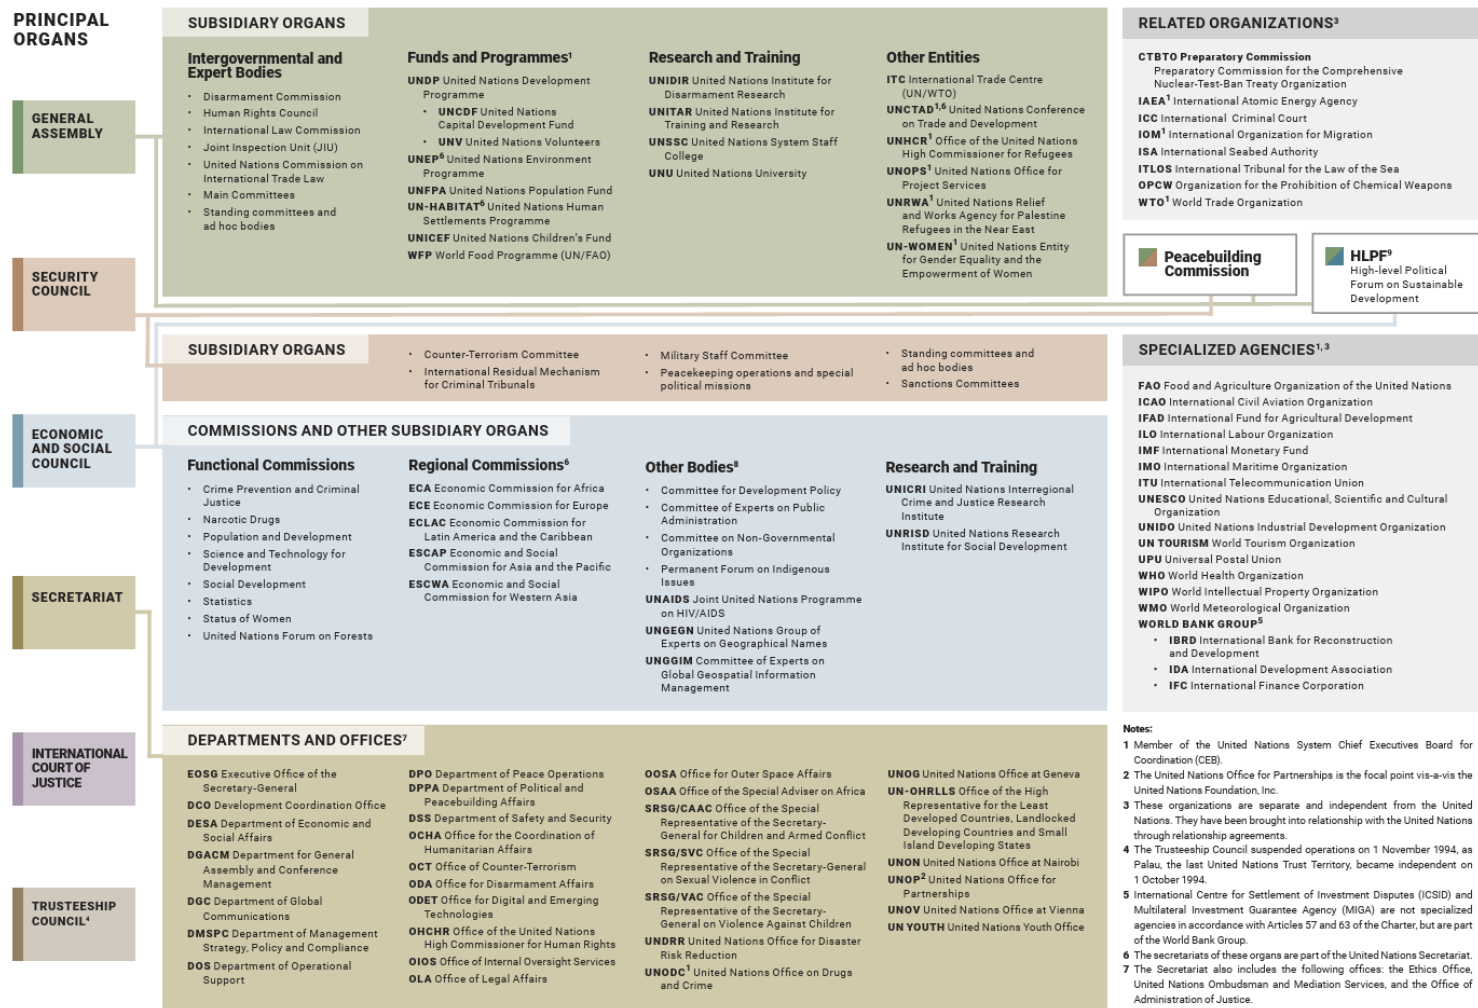 PRINCIPAL
ORGANS
GENERAL
ASSEMBLY
SECURITY
COUNCIL
ECONOMIC
AND SOCIAL
COUNCIL
SECRETARIAT
INTERNATIONAL
COURT OF
JUSTICE
TRUSTEESHIP
COUNCIL⁴
SUBSIDIARY ORGANS
Intergovernmental and
Expert Bodies
• Disarmament Commission
• Human Rights Council
• International Law Commission
• Joint Inspection Unit (JIU)
• United Nations Commission on
International Trade Law
• Main Committees
• Standing committees and
ad hoc bodies
Funds and Programmes¹
UNDP United Nations Development
Programme
• UNCDF United Nations
Capital Development Fund
• UNV United Nations Volunteers
UNEP⁶ United Nations Environment
Programme
UNFPA United Nations Population Fund
UN-HABITAT⁶ United Nations Human
Settlements Programme
UNICEF United Nations Children's Fund
WFP World Food Programme (UN/FAO)
Research and Training
UNIDIR United Nations Institute for
Disarmament Research
UNITAR United Nations Institute for
Training and Research
UNSSC United Nations System Staff
College
UNU United Nations University
Other Entities
ITC International Trade Centre
(UN/WTO)
UNCTAD¹,⁶ United Nations Conference
on Trade and Development
UNHCR¹ Office of the United Nations
High Commissioner for Refugees
UNOPS¹ United Nations Office for
Project Services
UNRWA¹ United Nations Relief
and Works Agency for Palestine
Refugees in the Near East
UN-WOMEN¹ United Nations Entity
for Gender Equality and the
Empowerment of Women
RELATED ORGANIZATIONS³
CTBTO Preparatory Commission
Preparatory Commission for the Comprehensive
Nuclear-Test-Ban Treaty Organization
IAEA¹ International Atomic Energy Agency
ICC International Criminal Court
IOM¹ International Organization for Migration
ISA International Seabed Authority
ITLOS International Tribunal for the Law of the Sea
OPCW Organization for the Prohibition of Chemical Weapons
WTO¹ World Trade Organization
Peacebuilding
Commission
HLPF⁹
High-level Political
Forum on Sustainable
Development
SUBSIDIARY ORGANS
• Counter-Terrorism Committee
• International Residual Mechanism
for Criminal Tribunals
• Military Staff Committee
• Peacekeeping operations and special
political missions
• Standing committees and
ad hoc bodies
• Sanctions Committees
COMMISSIONS AND OTHER SUBSIDIARY ORGANS
Functional Commissions
• Crime Prevention and Criminal
Justice
• Narcotic Drugs
• Population and Development
• Science and Technology for
Development
• Social Development
• Statistics
• Status of Women
• United Nations Forum on Forests
Regional Commissions⁶
ECA Economic Commission for Africa
ECE Economic Commission for Europe
ECLAC Economic Commission for
Latin America and the Caribbean
ESCAP Economic and Social
Commission for Asia and the Pacific
ESCWA Economic and Social
Commission for Western Asia
Other Bodies⁸
• Committee for Development Policy
• Committee of Experts on Public
Administration
• Committee on Non-Governmental
Organizations
• Permanent Forum on Indigenous
Issues
UNAIDS Joint United Nations Programme
on HIV/AIDS
UNGEGN United Nations Group of
Experts on Geographical Names
UNGGIM Committee of Experts on
Global Geospatial Information
Management
Research and Training
UNICRI United Nations Interregional
Crime and Justice Research
Institute
UNRISD United Nations Research
Institute for Social Development
SPECIALIZED AGENCIES¹,³
FAO Food and Agriculture Organization of the United Nations
ICAO International Civil Aviation Organization
IFAD International Fund for Agricultural Development
ILO International Labour Organization
IMF International Monetary Fund
IMO International Maritime Organization
ITU International Telecommunication Union
UNESCO United Nations Educational, Scientific and Cultural
Organization
UNIDO United Nations Industrial Development Organization
UN TOURISM World Tourism Organization
UPU Universal Postal Union
WHO World Health Organization
WIPO World Intellectual Property Organization
WMO World Meteorological Organization
WORLD BANK GROUP⁵
• IBRD International Bank for Reconstruction
and Development
• IDA International Development Association
• IFC International Finance Corporation
DEPARTMENTS AND OFFICES⁷
EOSG Executive Office of the
Secretary-General
DCO Development Coordination Office
DESA Department of Economic and
Social Affairs
DGACM Department for General
Assembly and Conference
Management
DGC Department of Global
Communications
DMSPC Department of Management
Strategy, Policy and Compliance
DOS Department of Operational
Support
DPO Department of Peace Operations
DPPA Department of Political and
Peacebuilding Affairs
DSS Department of Safety and Security
OCHA Office for the Coordination of
Humanitarian Affairs
OCT Office of Counter-Terrorism
ODA Office for Disarmament Affairs
ODET Office for Digital and Emerging
Technologies
OHCHR Office of the United Nations
High Commissioner for Human Rights
OIOS Office of Internal Oversight Services
OLA Office of Legal Affairs
OOSA Office for Outer Space Affairs
OSAA Office of the Special Adviser on Africa
SRSG/CAAC Office of the Special
Representative of the Secretary-
General for Children and Armed Conflict
SRSG/SVC Office of the Special
Representative of the Secretary-General
on Sexual Violence in Conflict
SRSG/VAC Office of the Special
Representative of the Secretary-
General on Violence Against Children
UNDRR United Nations Office for Disaster
Risk Reduction
UNODC¹ United Nations Office on Drugs
and Crime
UNOG United Nations Office at Geneva
UN-OHRLLS Office of the High
Representative for the Least
Developed Countries, Landlocked
Developing Countries and Small
Island Developing States
UNON United Nations Office at Nairobi
UNOP² United Nations Office for
Partnerships
UNOV United Nations Office at Vienna
UN YOUTH United Nations Youth Office
Notes:
1 Member of the United Nations System Chief Executives Board for
Coordination (CEB).
2 The United Nations Office for Partnerships is the focal point vis-a-vis the
United Nations Foundation, Inc.
3 These organizations are separate and independent from the United
Nations. They have been brought into relationship with the United Nations
through relationship agreements.
4 The Trusteeship Council suspended operations on 1 November 1994, as
Palau, the last United Nations Trust Territory, became independent on
1 October 1994.
5 International Centre for Settlement of Investment Disputes (ICSID) and
Multilateral Investment Guarantee Agency (MIGA) are not specialized
agencies in accordance with Articles 57 and 63 of the Charter, but are part
of the World Bank Group.
6 The secretariats of these organs are part of the United Nations Secretariat.
7 The Secretariat also includes the following offices: the Ethics Office,
United Nations Ombudsman and Mediation Services, and the Office of
Administration of Justice.